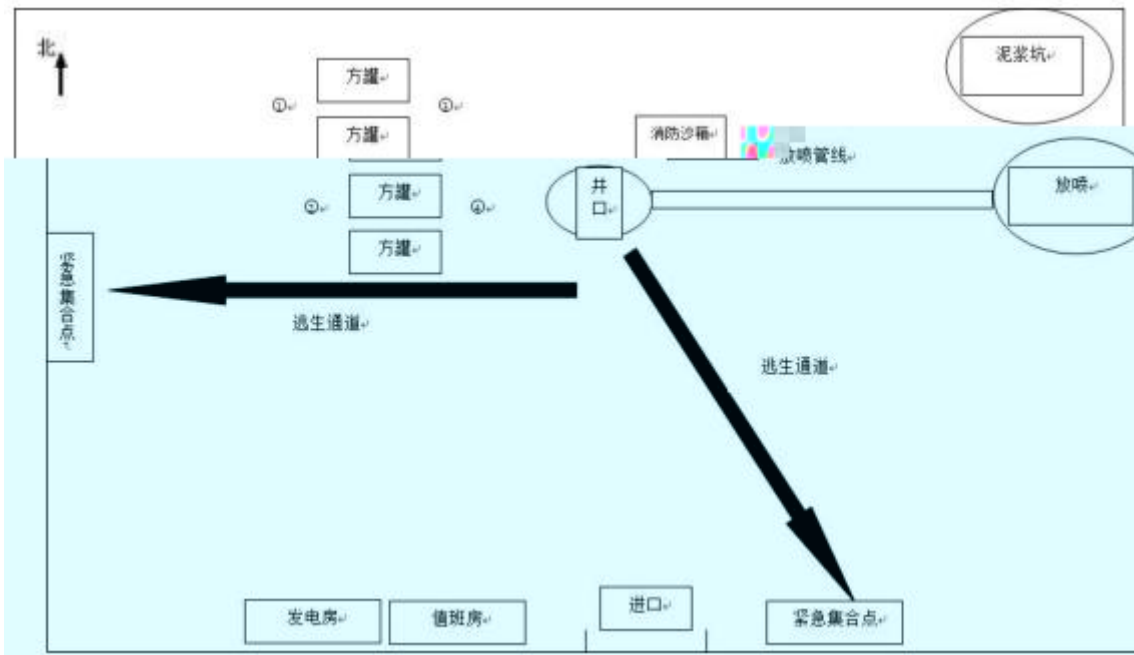 北
方罐
泥浆坑
①
③
方罐
消防沙箱
放喷管线
方罐
井口
放喷
②
④
方罐
紧急集合点
逃生通道
逃生通道
发电房
值班房
进口
紧急集合点